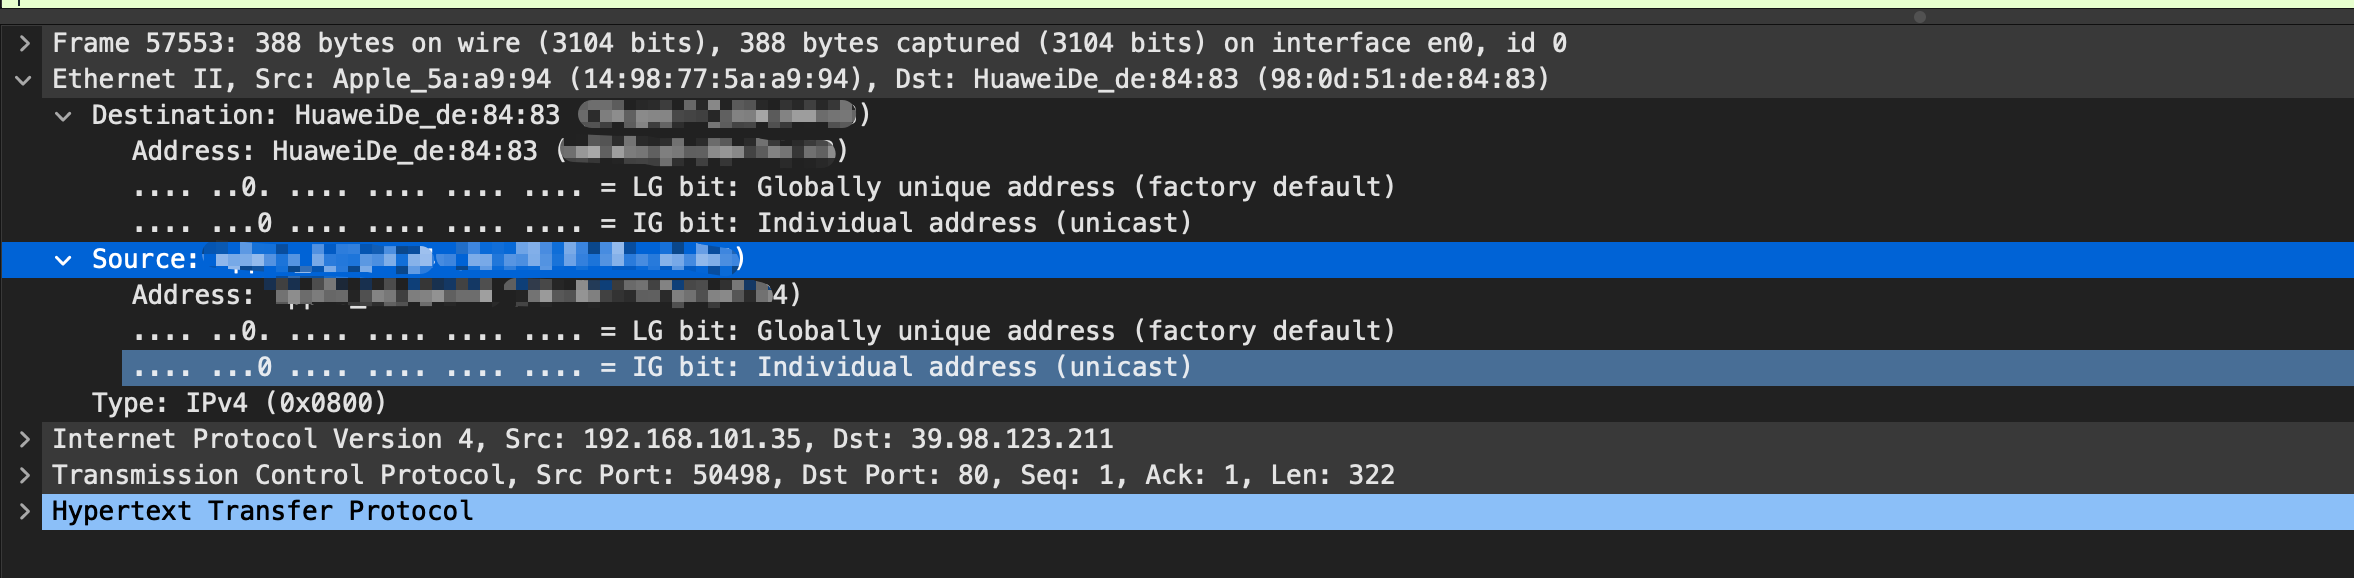 Frame 57553: 388 bytes on wire (3104 bits), 388 bytes captured (3104 bits) on interface en0, id 0
Ethernet II, Src: Apple_5a:a9:94 (14:98:77:5a:a9:94), Dst: HuaweiDe_de:84:83 (98:0d:51:de:84:83)
Destination: HuaweiDe_de:84:83 )
Address: HuaweiDe_de:84:83 ( )
.... ..0. .... .... .... .... = LG bit: Globally unique address (factory default)
.... ...0 .... .... .... .... = IG bit: Individual address (unicast)
Source: )
Address: 4)
.... ..0. .... .... .... .... = LG bit: Globally unique address (factory default)
.... ...0 .... .... .... .... = IG bit: Individual address (unicast)
Type: IPv4 (0x0800)
Internet Protocol Version 4, Src: 192.168.101.35, Dst: 39.98.123.211
Transmission Control Protocol, Src Port: 50498, Dst Port: 80, Seq: 1, Ack: 1, Len: 322
Hypertext Transfer Protocol